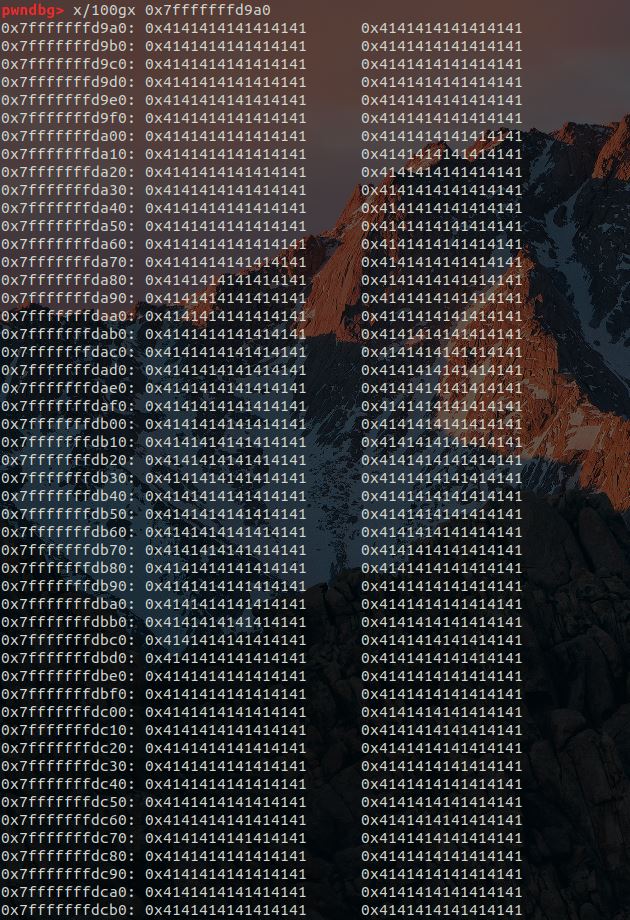 pwndbg> x/100gx 0x7fffffffd9a0
0x7fffffffd9a0: 0x4141414141414141 0x4141414141414141
0x7fffffffd9b0: 0x4141414141414141 0x4141414141414141
0x7fffffffd9c0: 0x4141414141414141 0x4141414141414141
0x7fffffffd9d0: 0x4141414141414141 0x4141414141414141
0x7fffffffd9e0: 0x4141414141414141 0x4141414141414141
0x7fffffffd9f0: 0x4141414141414141 0x4141414141414141
0x7fffffffda00: 0x4141414141414141 0x4141414141414141
0x7fffffffda10: 0x4141414141414141 0x4141414141414141
0x7fffffffda20: 0x4141414141414141 0x4141414141414141
0x7fffffffda30: 0x4141414141414141 0x4141414141414141
0x7fffffffda40: 0x4141414141414141 0x4141414141414141
0x7fffffffda50: 0x4141414141414141 0x4141414141414141
0x7fffffffda60: 0x4141414141414141 0x4141414141414141
0x7fffffffda70: 0x4141414141414141 0x4141414141414141
0x7fffffffda80: 0x4141414141414141 0x4141414141414141
0x7fffffffda90: 0x4141414141414141 0x4141414141414141
0x7fffffffdaa0: 0x4141414141414141 0x4141414141414141
0x7fffffffdab0: 0x4141414141414141 0x4141414141414141
0x7fffffffdac0: 0x4141414141414141 0x4141414141414141
0x7fffffffdad0: 0x4141414141414141 0x4141414141414141
0x7fffffffdae0: 0x4141414141414141 0x4141414141414141
0x7fffffffdaf0: 0x4141414141414141 0x4141414141414141
0x7fffffffdb00: 0x4141414141414141 0x4141414141414141
0x7fffffffdb10: 0x4141414141414141 0x4141414141414141
0x7fffffffdb20: 0x4141414141414141 0x4141414141414141
0x7fffffffdb30: 0x4141414141414141 0x4141414141414141
0x7fffffffdb40: 0x4141414141414141 0x4141414141414141
0x7fffffffdb50: 0x4141414141414141 0x4141414141414141
0x7fffffffdb60: 0x4141414141414141 0x4141414141414141
0x7fffffffdb70: 0x4141414141414141 0x4141414141414141
0x7fffffffdb80: 0x4141414141414141 0x4141414141414141
0x7fffffffdb90: 0x4141414141414141 0x4141414141414141
0x7fffffffdba0: 0x4141414141414141 0x4141414141414141
0x7fffffffdbb0: 0x4141414141414141 0x4141414141414141
0x7fffffffdbc0: 0x4141414141414141 0x4141414141414141
0x7fffffffdbd0: 0x4141414141414141 0x4141414141414141
0x7fffffffdbe0: 0x4141414141414141 0x4141414141414141
0x7fffffffdbf0: 0x4141414141414141 0x4141414141414141
0x7fffffffdc00: 0x4141414141414141 0x4141414141414141
0x7fffffffdc10: 0x4141414141414141 0x4141414141414141
0x7fffffffdc20: 0x4141414141414141 0x4141414141414141
0x7fffffffdc30: 0x4141414141414141 0x4141414141414141
0x7fffffffdc40: 0x4141414141414141 0x4141414141414141
0x7fffffffdc50: 0x4141414141414141 0x4141414141414141
0x7fffffffdc60: 0x4141414141414141 0x4141414141414141
0x7fffffffdc70: 0x4141414141414141 0x4141414141414141
0x7fffffffdc80: 0x4141414141414141 0x4141414141414141
0x7fffffffdc90: 0x4141414141414141 0x4141414141414141
0x7fffffffdca0: 0x4141414141414141 0x4141414141414141
0x7fffffffdcb0: 0x4141414141414141 0x4141414141414141